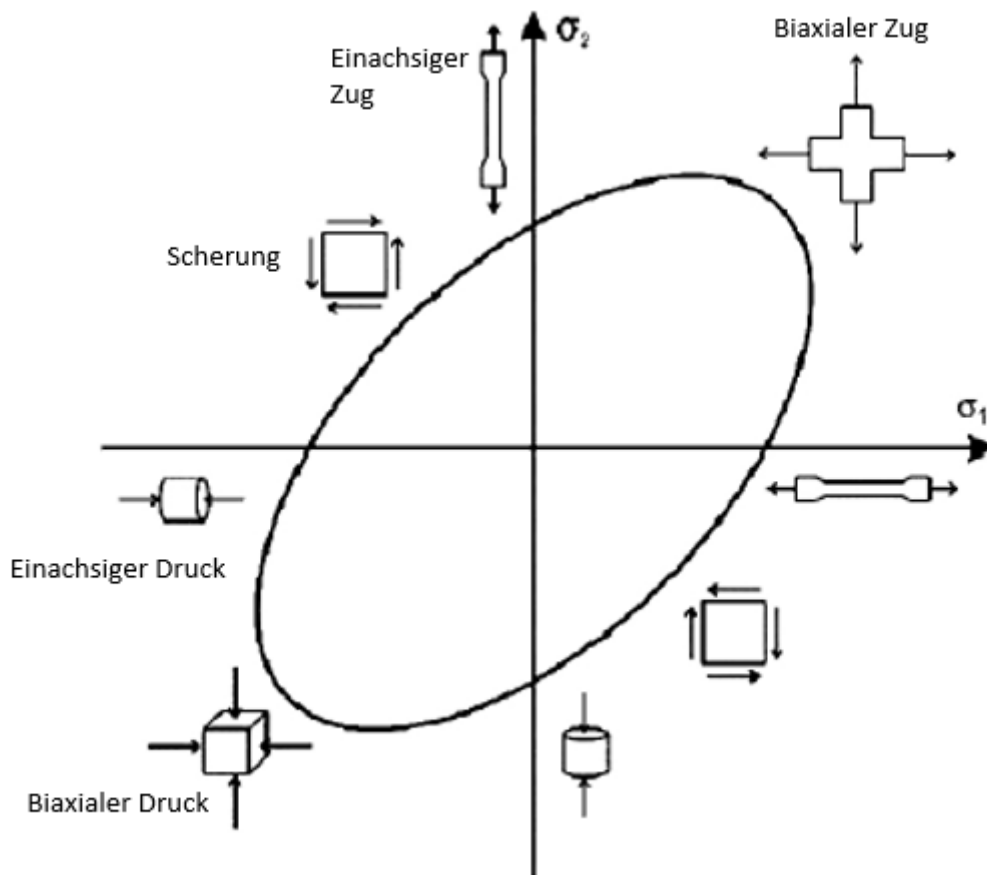 σ₂
Einachsiger
Zug
Biaxialer Zug
Scherung
σ₁
Einachsiger Druck
Biaxialer Druck